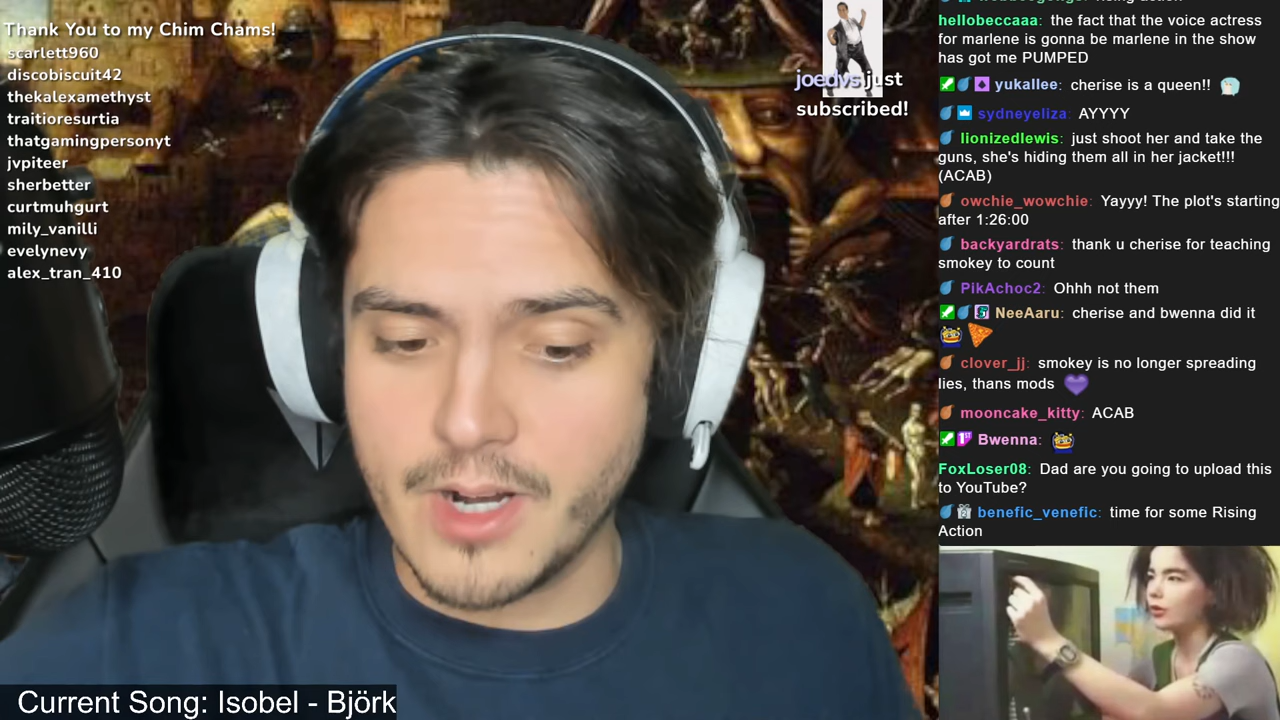 Thank You to my Chim Chams!
scarlett960
discobiscuit42
thekalexamethyst
traitioresurtia
thatgamingpersonyt
jvpiteer
sherbetter
curtmuhgurt
mily_vanilli
evelynevy
alex_tran_410
joedvs just
subscribed!
hellobeccaaa: the fact that the voice actress
for marlene is gonna be marlene in the show
has got me PUMPED
yukallee: cherise is a queen!!
sydneyeliza: AYYYY
lionizedlewis: just shoot her and take the
guns, she's hiding them all in her jacket!!!
(ACAB)
owchie_wowchie: Yayyy! The plot's starting
after 1:26:00
backyardrats: thank u cherise for teaching
smokey to count
PikAchoc2: Ohhh not them
NeeAaru: cherise and bwenna did it
clover_jj: smokey is no longer spreading
lies, thans mods
mooncake_kitty: ACAB
Bwenna:
FoxLoser08: Dad are you going to upload this
to YouTube?
benefic_venefic: time for some Rising
Action
Current Song: Isobel - Björk